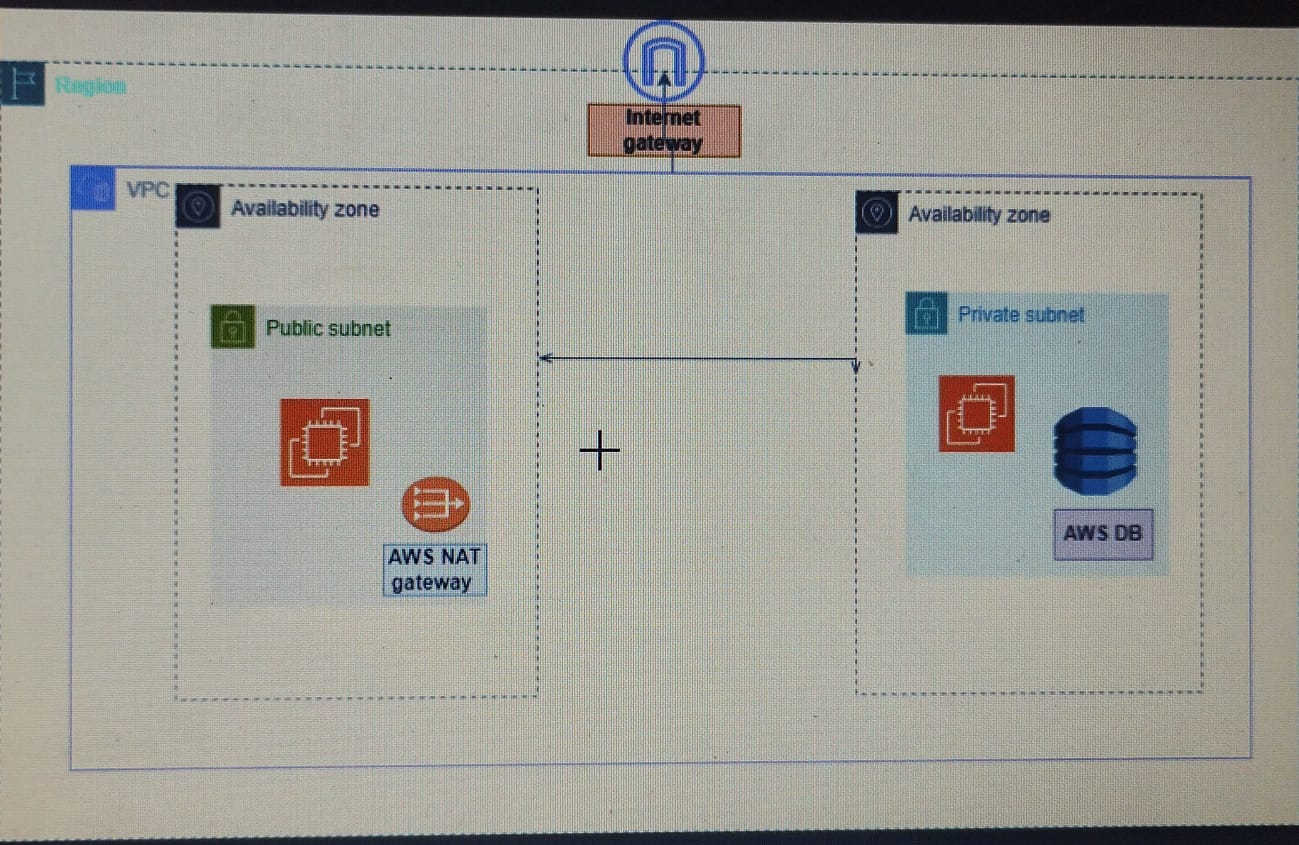 Region
Internet
gateway
VPC
Availability zone
Availability zone
Public subnet
Private subnet
AWS NAT
gateway
AWS DB